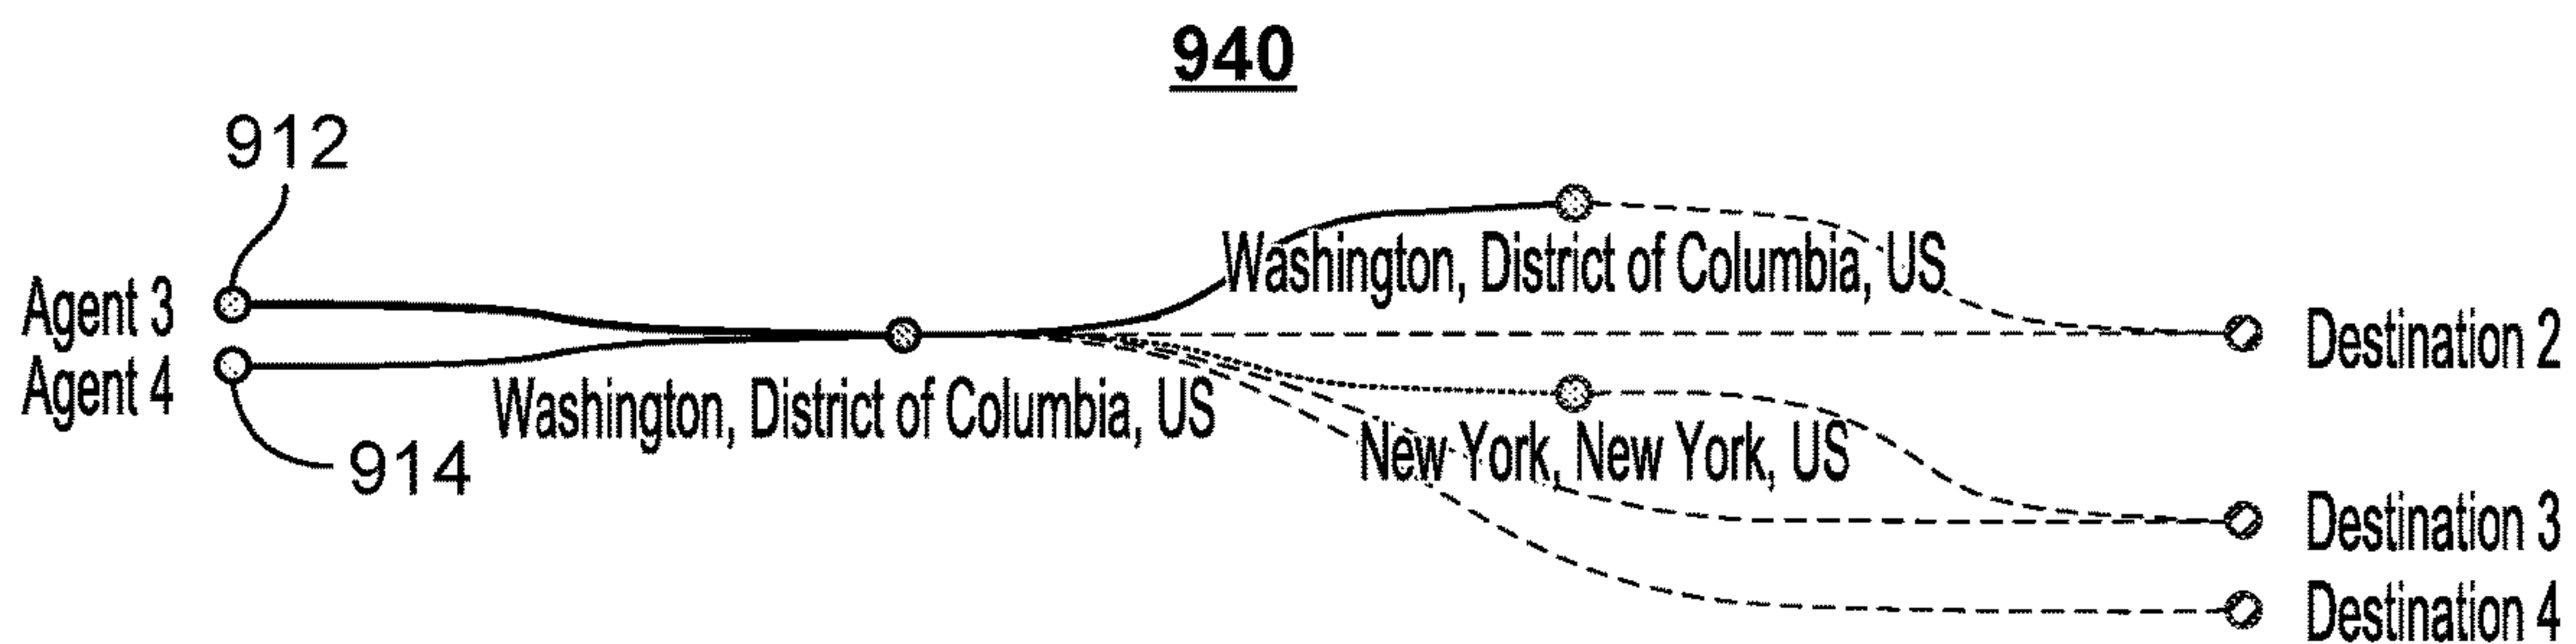 940
912
Washington, District of Columbia, US
Agent 3
Destination 2
Agent 4
Washington, District of Columbia, US
New York, New York, US
914
Destination 3
Destination 4